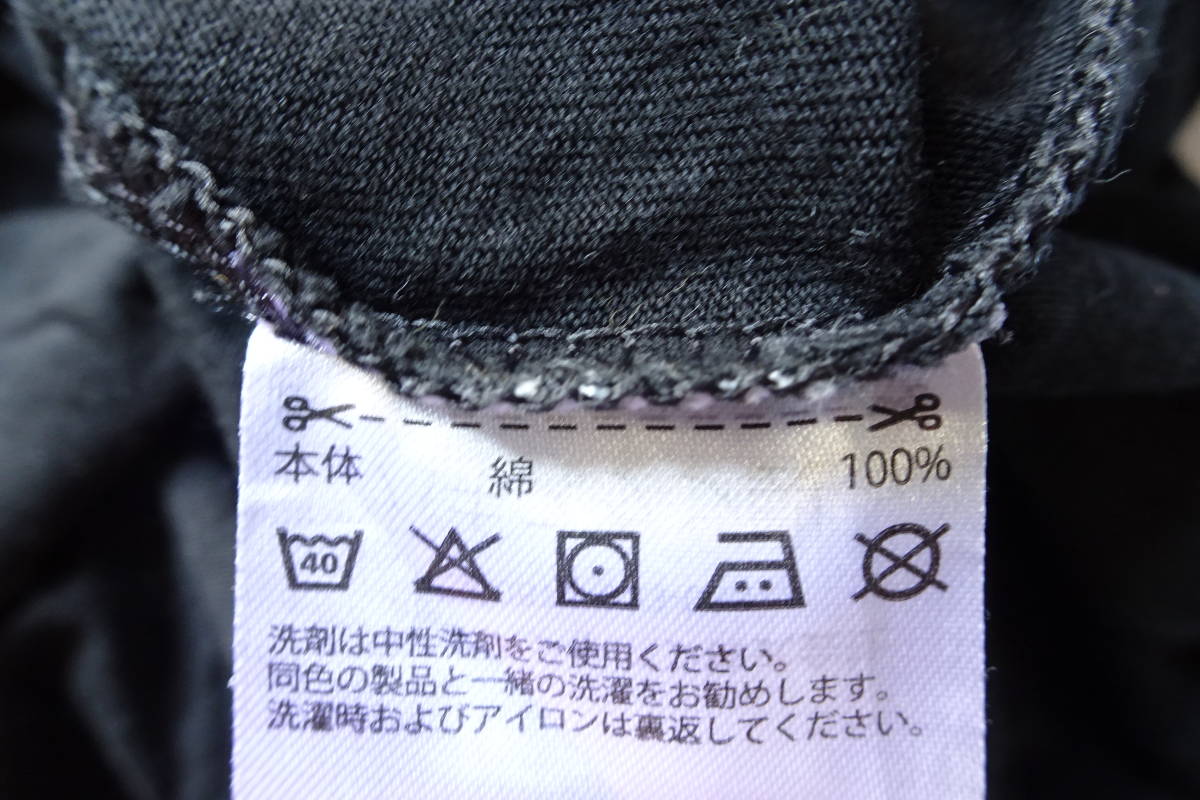 本体 綿 100%
40
洗剤は中性洗剤をご使用ください。
同色の製品と一緒の洗濯をお勧めします。
洗濯時およびアイロンは裏返してください。